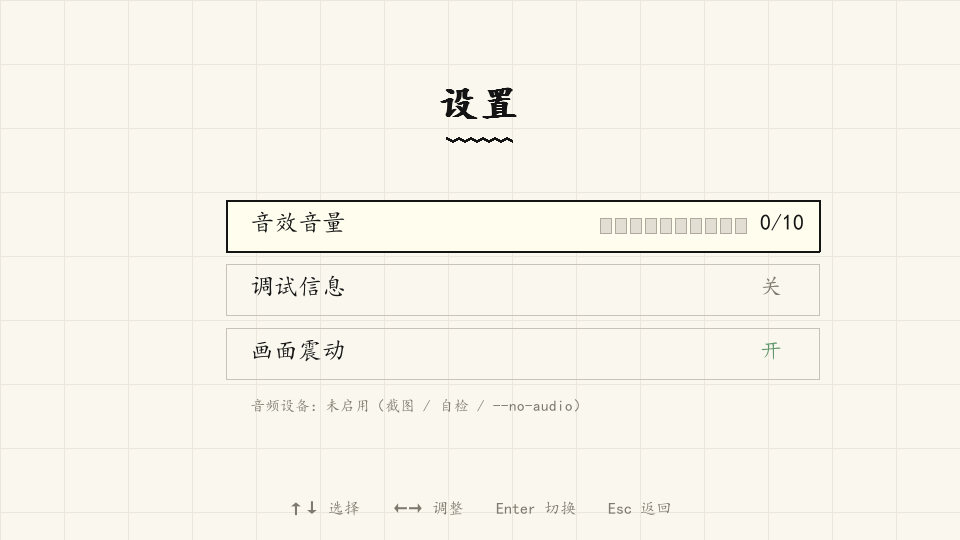 设置
音效音量 0/10
调试信息 关
画面震动 开
音频设备: 未启用 (截图 / 自检 / --no-audio)
↑↓ 选择 ←→ 调整 Enter 切换 Esc 返回